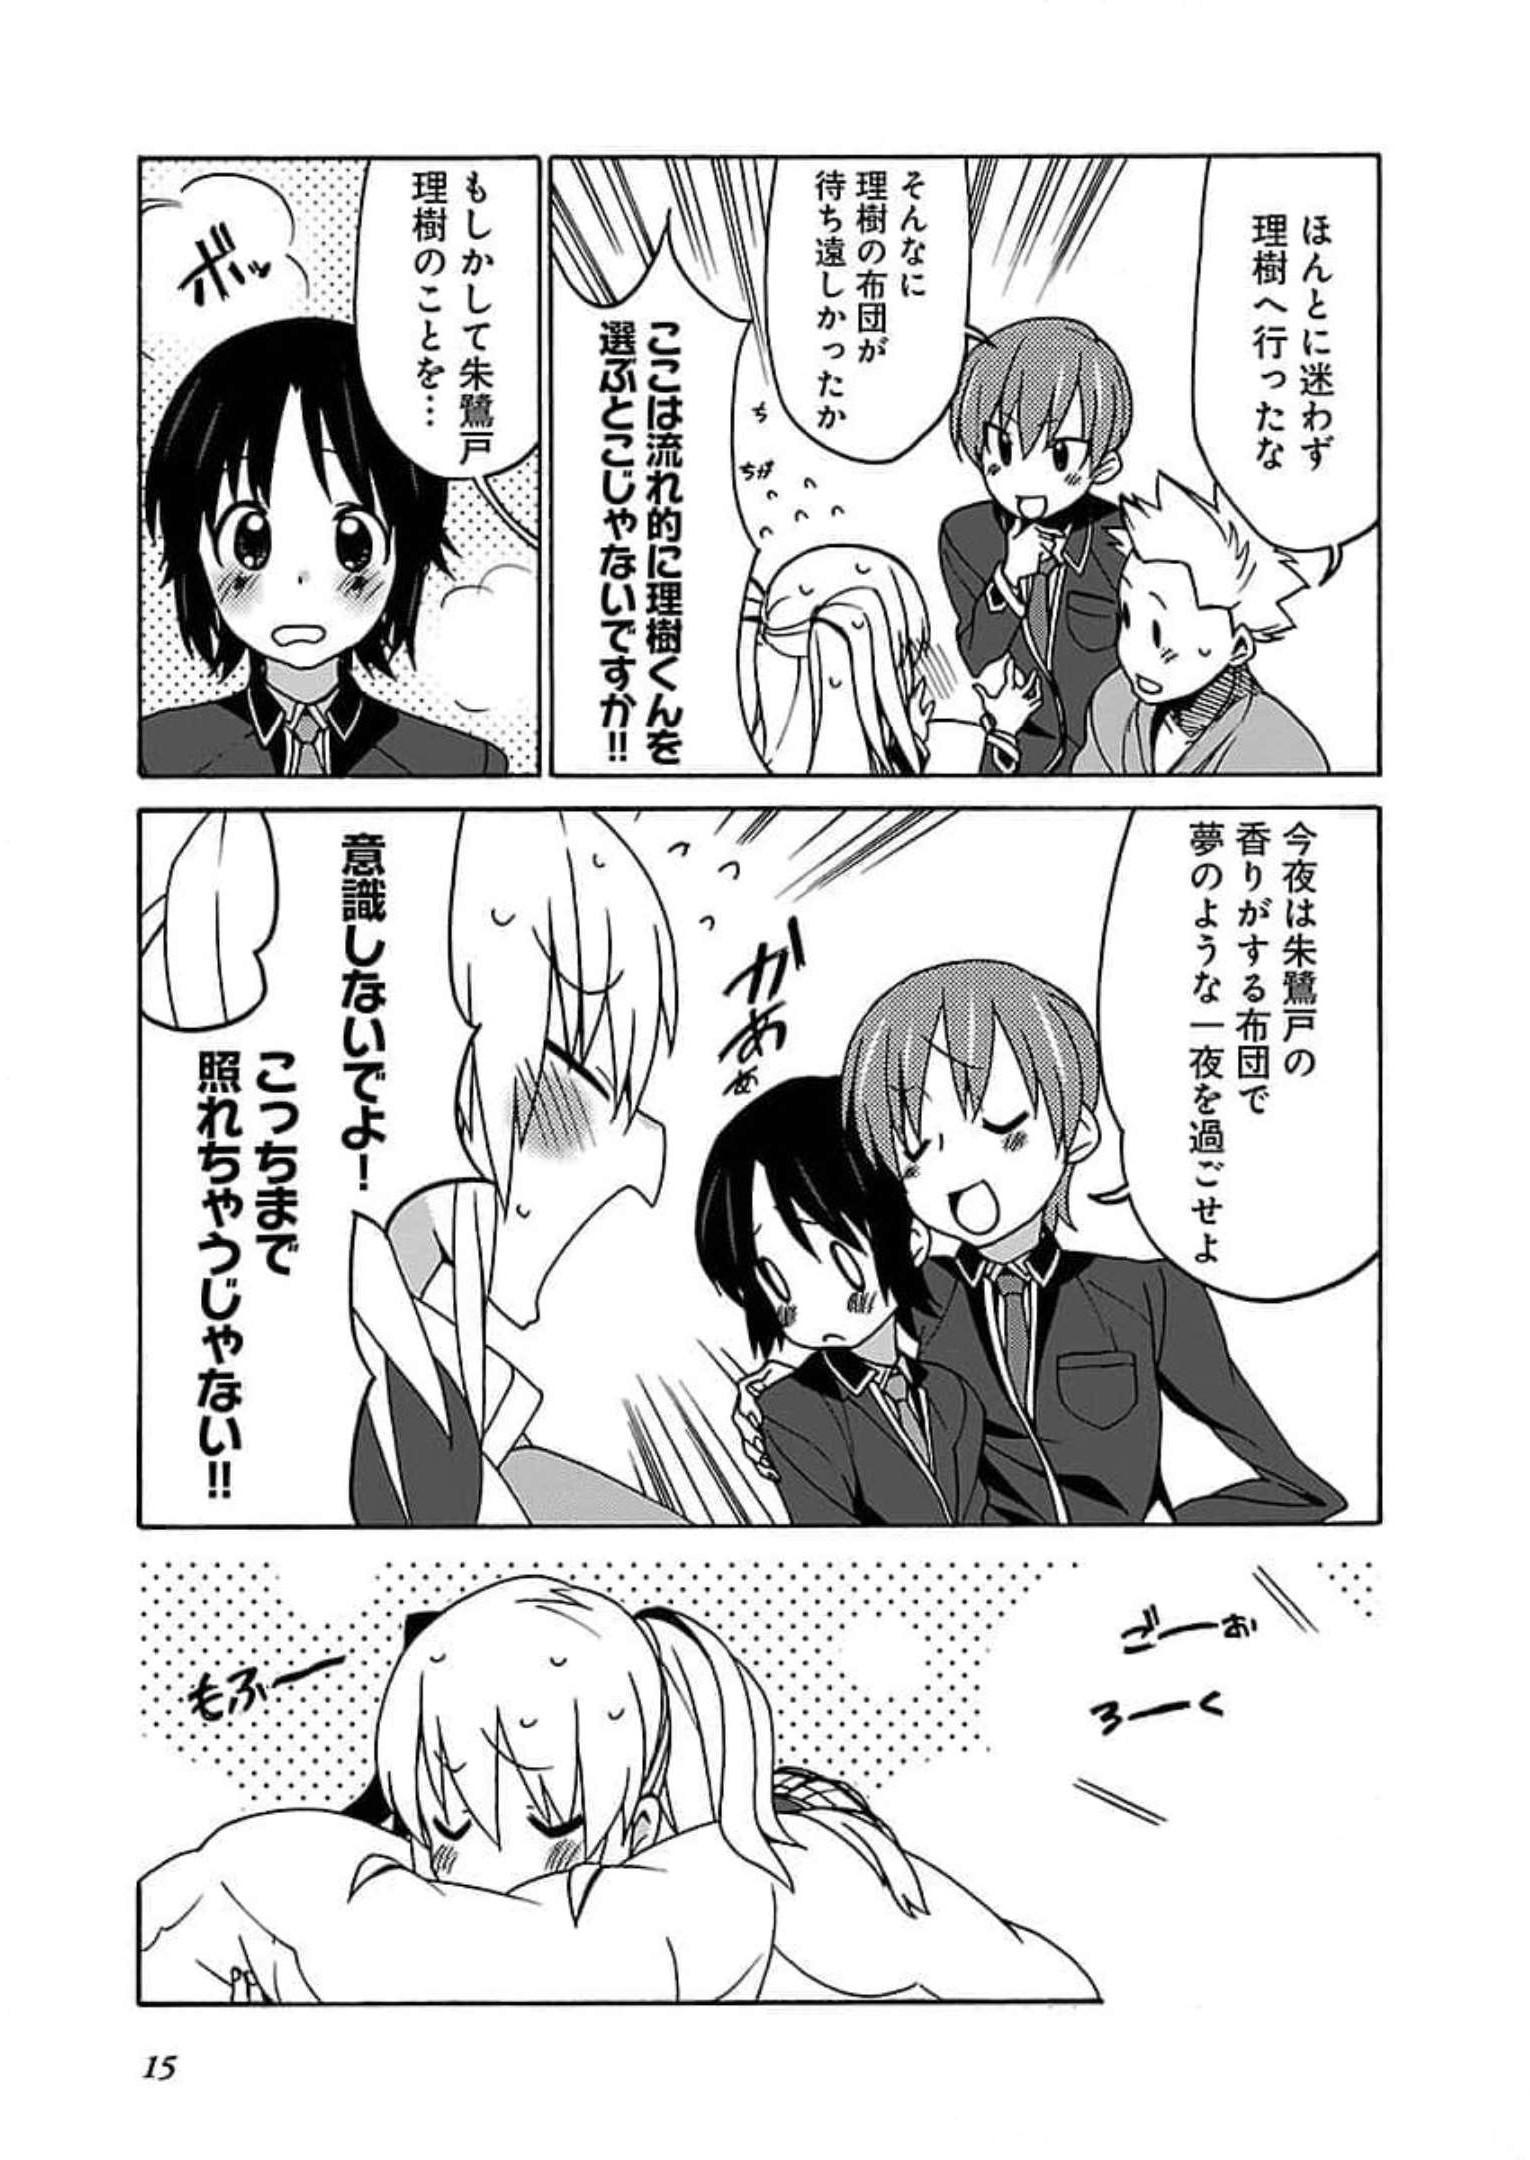 ほんとに迷わず
理樹へ行ったな
そんなに
理樹の布団が
待ち遠しかったか
ち
ちが
ここは流れ的に理樹くんを
選ぶとこじゃないですか!!
もしかして朱鷺戸
理樹のことを…
ボッ
今夜は朱鷺戸の
香りがする布団で
夢のような一夜を過ごせよ
かあぁ
意識しないでよ!
こっちまで
照れちゃうじゃない!!
ごーぉ
ろーく
もふー
15